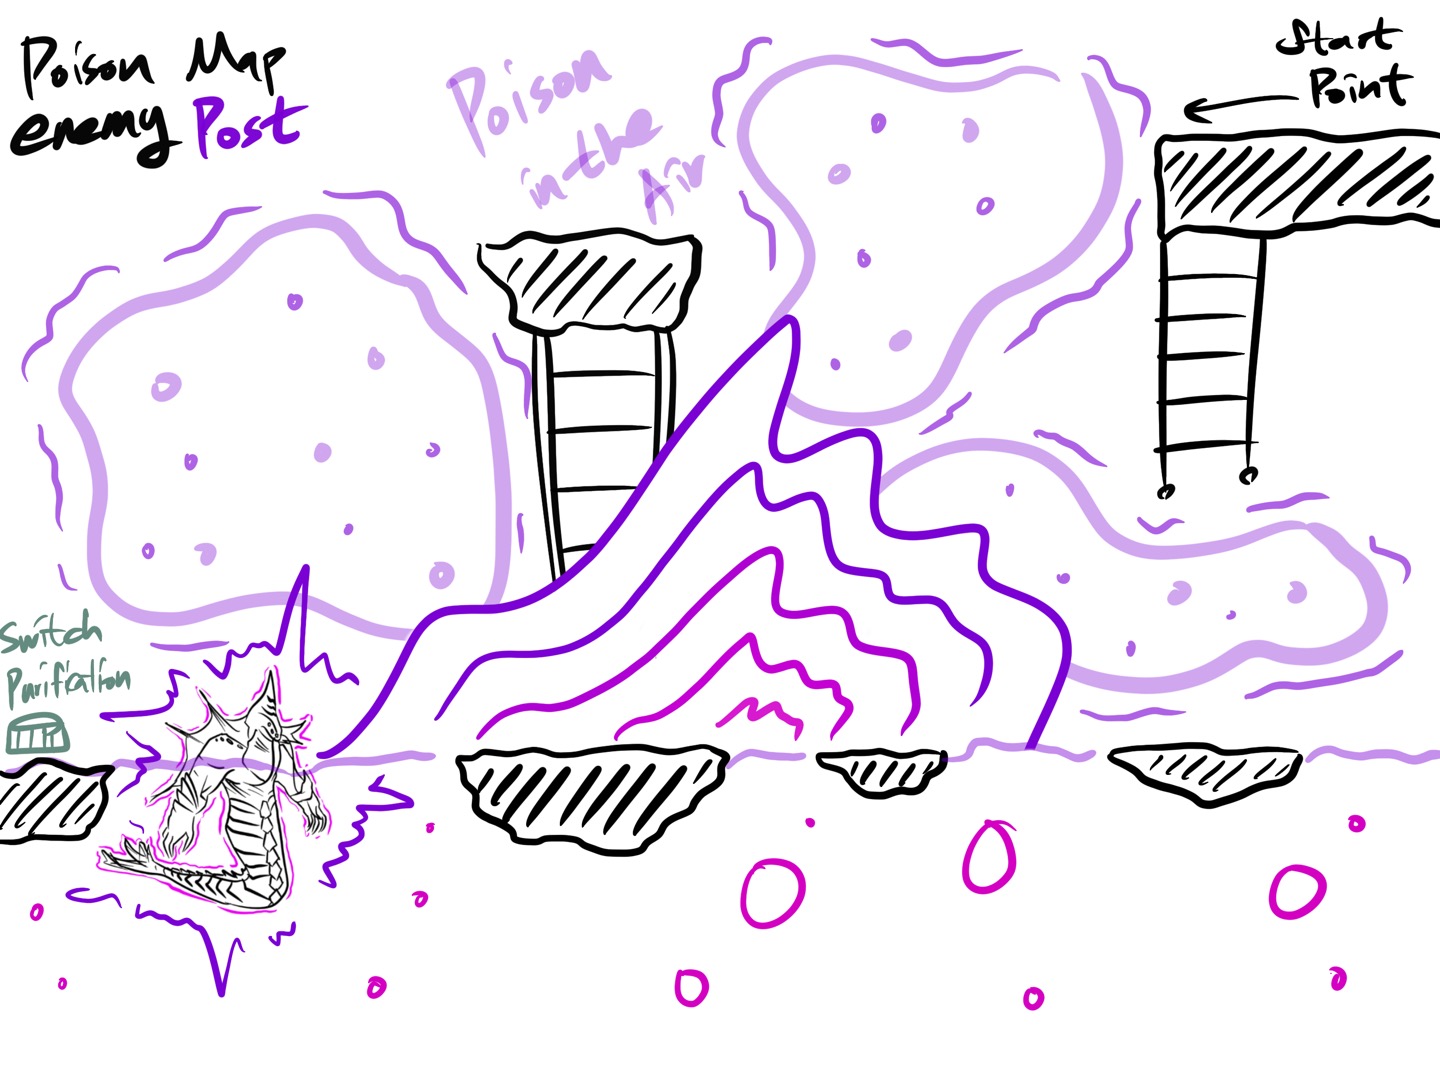 Poison Map
enemy Post
Poison
in the
Air
Start
Point
Switch
Purification